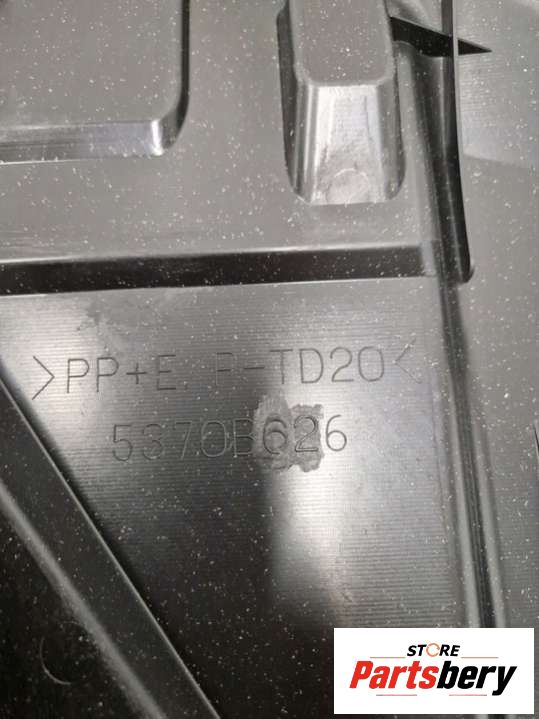 >PP+E P-TD20<
5370B626
STORE
Partsbery